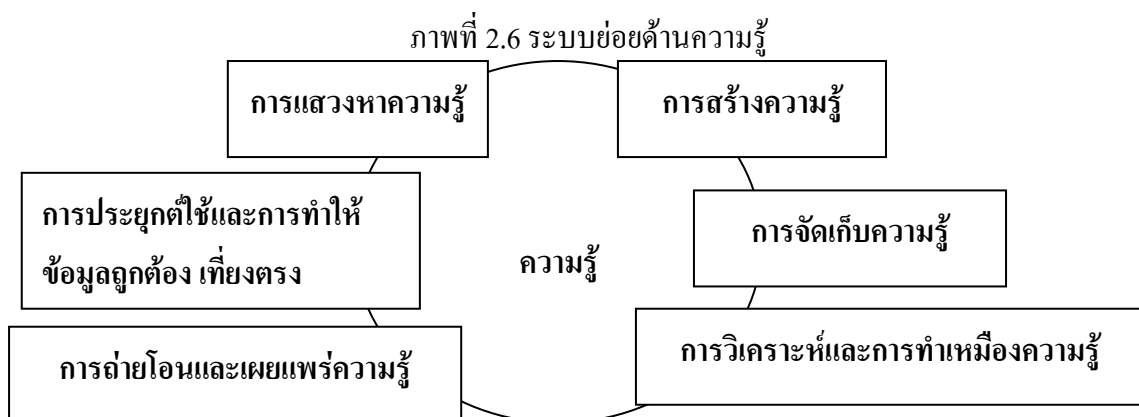 ภาพที่ 2.6 ระบบย่อยด้านความรู้
การแสวงหาความรู้
การสร้างความรู้
การประยุกต์ใช้และการทำให้
ข้อมูลถูกต้อง เที่ยงตรง
ความรู้
การจัดเก็บความรู้
การถ่ายโอนและเผยแพร่ความรู้
การวิเคราะห์และการทำเหมืองความรู้